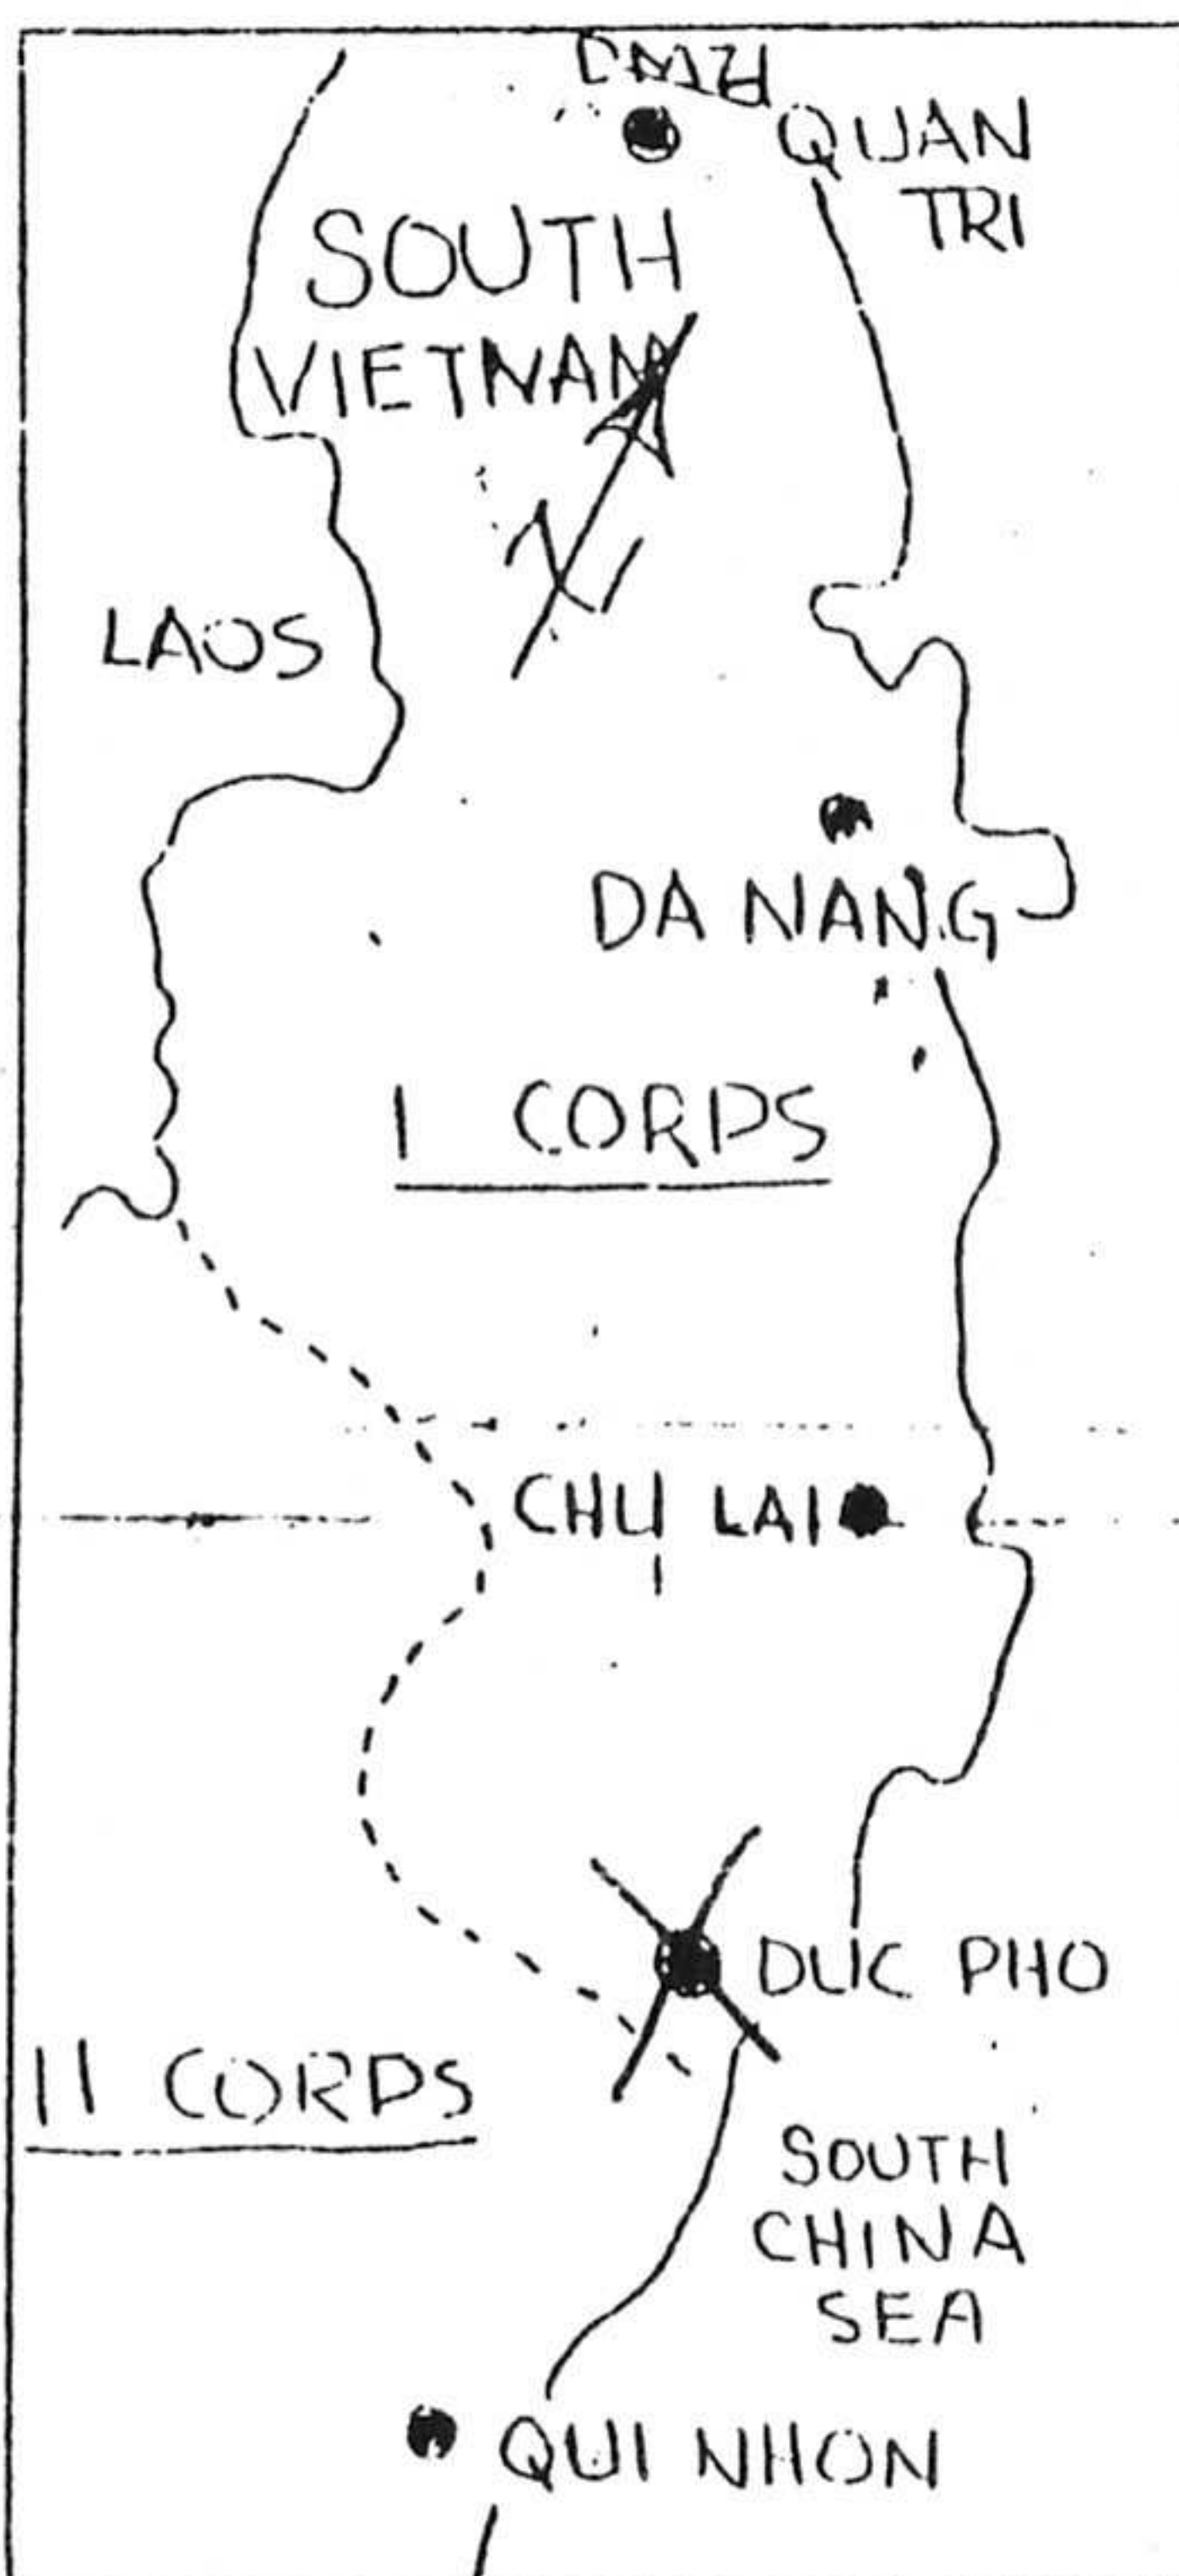 DMZ
QUAN
TRI
SOUTH
VIETNAM
N
LAOS
DA NANG
I CORPS
CHU LAI
DUC PHO
II CORPS
SOUTH
CHINA
SEA
QUI NHON